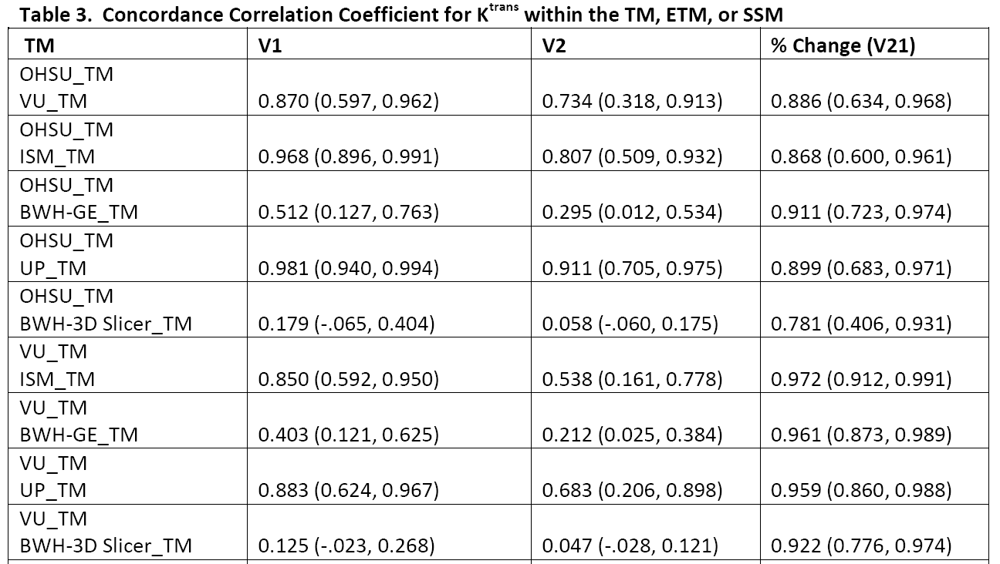 Table 3. Concordance Correlation Coefficient for Ktrans within the TM, ETM, or SSM
TM V1 V2 % Change (V21)
OHSU_TM
VU_TM 0.870 (0.597, 0.962) 0.734 (0.318, 0.913) 0.886 (0.634, 0.968)
OHSU_TM
ISM_TM 0.968 (0.896, 0.991) 0.807 (0.509, 0.932) 0.868 (0.600, 0.961)
OHSU_TM
BWH-GE_TM 0.512 (0.127, 0.763) 0.295 (0.012, 0.534) 0.911 (0.723, 0.974)
OHSU_TM
UP_TM 0.981 (0.940, 0.994) 0.911 (0.705, 0.975) 0.899 (0.683, 0.971)
OHSU_TM
BWH-3D Slicer_TM 0.179 (-.065, 0.404) 0.058 (-.060, 0.175) 0.781 (0.406, 0.931)
VU_TM
ISM_TM 0.850 (0.592, 0.950) 0.538 (0.161, 0.778) 0.972 (0.912, 0.991)
VU_TM
BWH-GE_TM 0.403 (0.121, 0.625) 0.212 (0.025, 0.384) 0.961 (0.873, 0.989)
VU_TM
UP_TM 0.883 (0.624, 0.967) 0.683 (0.206, 0.898) 0.959 (0.860, 0.988)
VU_TM
BWH-3D Slicer_TM 0.125 (-.023, 0.268) 0.047 (-.028, 0.121) 0.922 (0.776, 0.974)